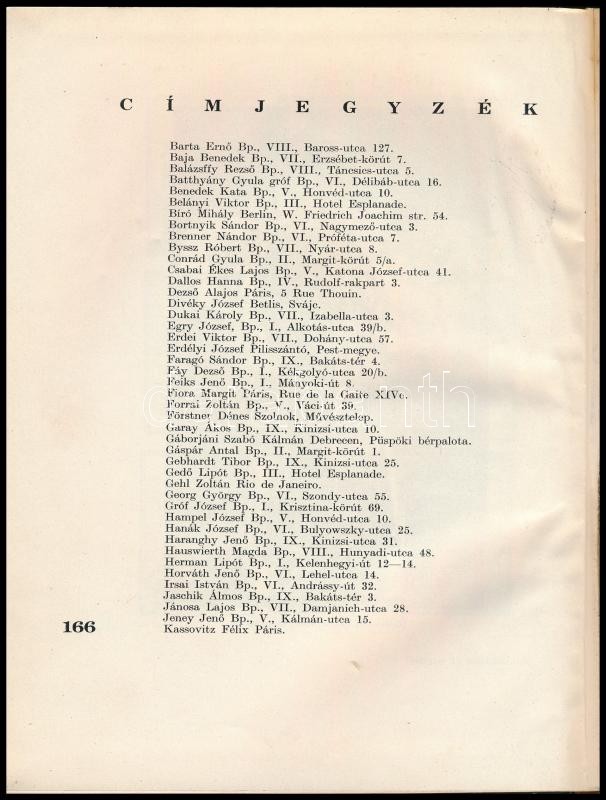 CÍMJEGYZÉK
Barta Ernő Bp., VIII., Baross-utca 127.
Baja Benedek Bp., VII., Erzsébet-körút 7.
Balázsffy Rezső Bp., VIII., Táncsics-utca 5.
Batthyány Gyula gróf Bp., VI., Délibáb-utca 16.
Benedek Kata Bp., V., Honvéd-utca 10.
Belányi Viktor Bp., III., Hotel Esplanade.
Bíró Mihály Berlin, W. Friedrich Joachim str. 54.
Bortnyik Sándor Bp., VI., Nagymező-utca 3.
Brenner Nándor Bp., VI., Próféta-utca 7.
Byssz Róbert Bp., VII., Nyár-utca 8.
Conrád Gyula Bp., II., Margit-körút 5/a.
Csabai Ékes Lajos Bp., V., Katona József-utca 41.
Dallos Hanna Bp., IV., Rudolf-rakpart 3.
Dezső Alajos Páris, 5 Rue Thouin.
Divéky József Betlis, Svájc.
Dukai Károly Bp., VII., Izabella-utca 3.
Egry József, Bp., I., Alkotás-utca 39/b.
Erdei Viktor Bp., VII., Dohány-utca 57.
Erdélyi József Pilisszántó, Pest-megye.
Faragó Sándor Bp., IX., Bakáts-tér 4.
Fáy Dezső Bp., I., Kékgolyó-utca 20/b.
Feiks Jenő Bp., I., Mányoki-út 8.
Fiora Margit Páris, Rue de la Gaite XIVe.
Forrai Zoltán Bp., V., Váci-út 39.
Förstner Dénes Szolnok, Művésztelep.
Garay Ákos Bp., IX., Kinizsi-utca 10.
Gáborjáni Szabó Kálmán Debrecen, Püspöki bérpalota.
Gáspár Antal Bp., II., Margit-körút 1.
Gebhardt Tibor Bp., IX., Kinizsi-utca 25.
Gedő Lipót Bp., III., Hotel Esplanade.
Gehl Zoltán Rio de Janeiro.
Georg György Bp., VI., Szondy-utca 55.
Gróf József Bp., I., Krisztina-körút 69.
Hampel József Bp., V., Honvéd-utca 10.
Hanák József Bp., VI., Bulyowszky-utca 25.
Haranghy Jenő Bp., IX., Kinizsi-utca 31.
Hauswierth Magda Bp., VIII., Hunyadi-utca 48.
Herman Lipót Bp., I., Kelenhegyi-út 12—14.
Horváth Jenő Bp., VI., Lehel-utca 14.
Irsai István Bp., VI., Andrássy-út 32.
Jaschik Álmos Bp., IX., Bakáts-tér 3.
Jánosa Lajos Bp., VII., Damjanich-utca 28.
Jeney Jenő Bp., V., Kálmán-utca 15.
Kassovitz Félix Páris.
166